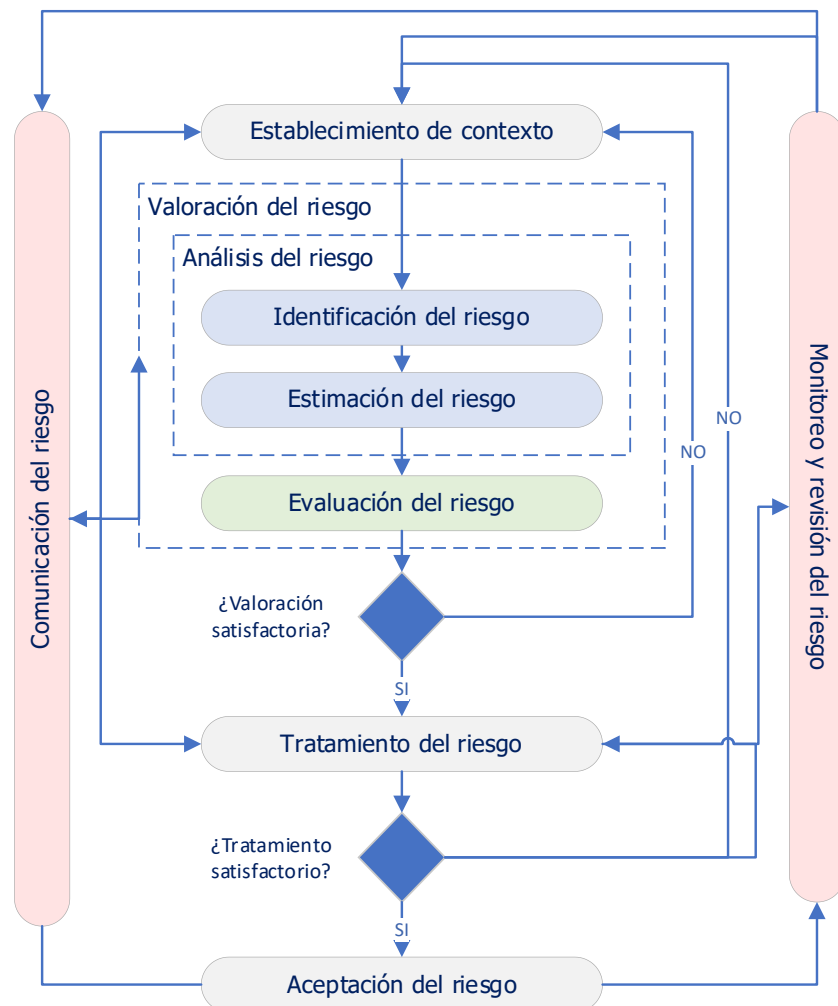 Establecimiento de contexto
Valoración del riesgo
Análisis del riesgo
Identificación del riesgo
Estimación del riesgo
Evaluación del riesgo
¿Valoración
satisfactoria?
NO
NO
SI
Tratamiento del riesgo
¿Tratamiento
satisfactorio?
SI
Aceptación del riesgo
Comunicación del riesgo
Monitoreo y revisión del riesgo